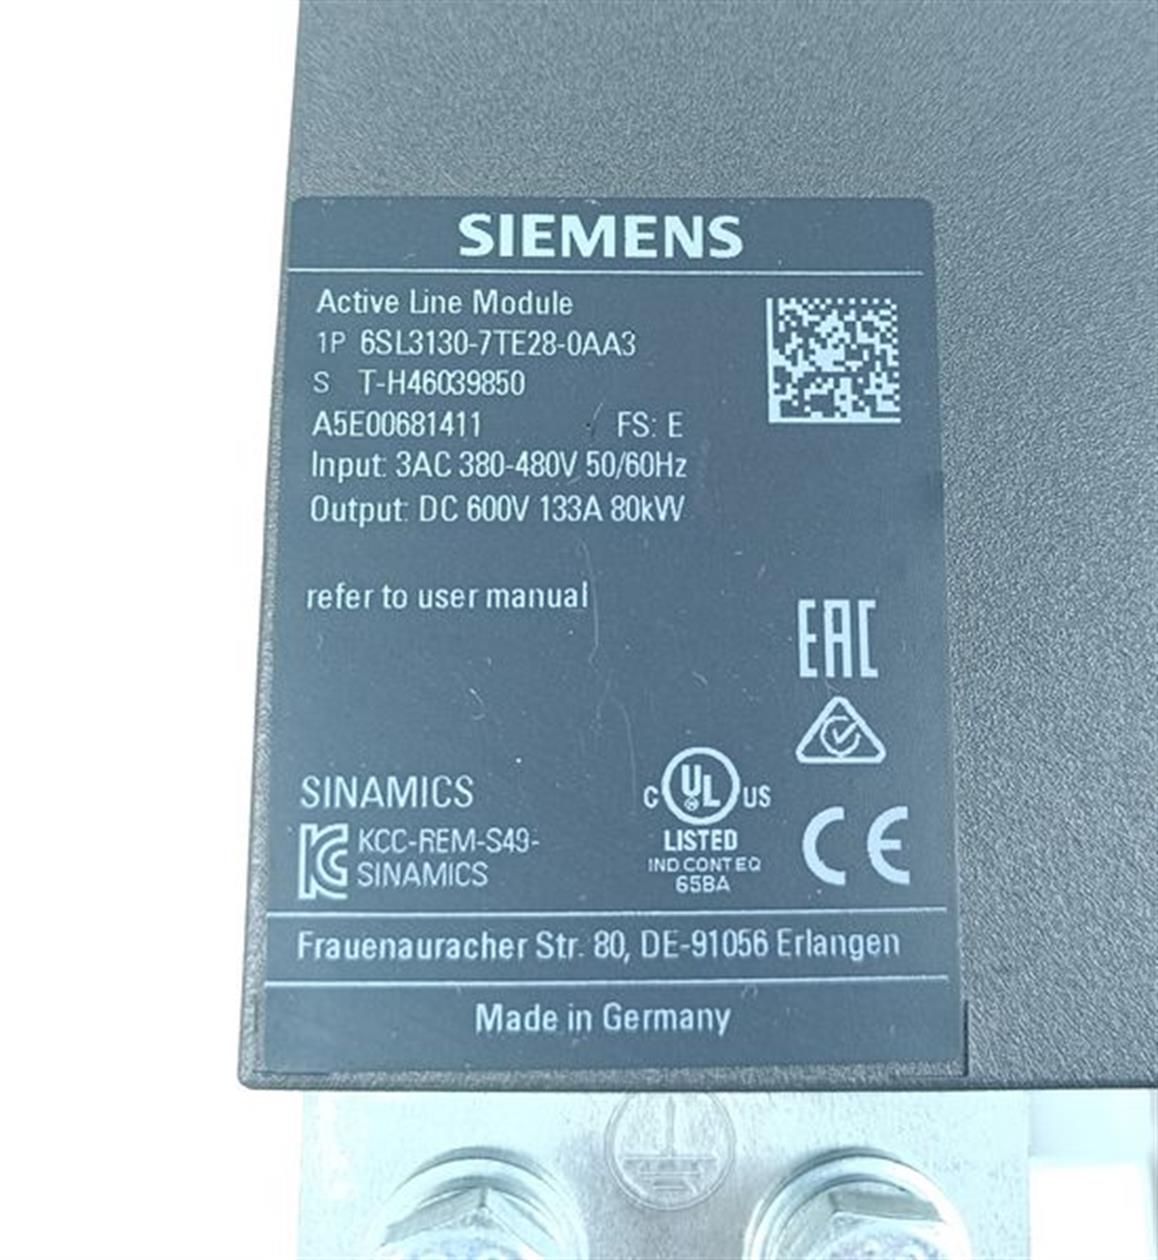 SIEMENS
Active Line Module
1P 6SL3130-7TE28-0AA3
S T-H46039850
A5E00681411 FS: E
Input: 3AC 380-480V 50/60Hz
Output: DC 600V 133A 80kW
refer to user manual
EAC
SINAMICS
KCC-REM-S49-
SINAMICS
C UL US
LISTED
IND CONT EQ
65BA
CE
Frauenauracher Str. 80, DE-91056 Erlangen
Made in Germany